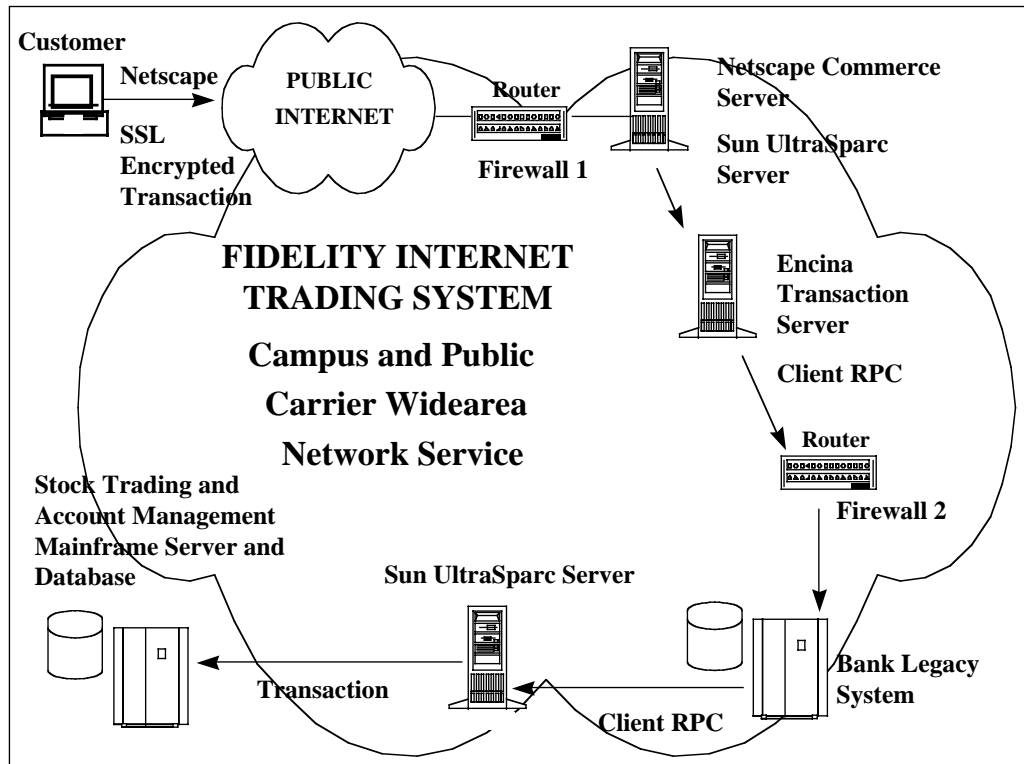 Customer
Netscape
SSL
Encrypted
Transaction
PUBLIC
INTERNET
Router
Firewall 1
Netscape Commerce
Server
Sun UltraSparc
Server
FIDELITY INTERNET
TRADING SYSTEM
Campus and Public
Carrier Widearea
Network Service
Encina
Transaction
Server
Client RPC
Router
Firewall 2
Stock Trading and
Account Management
Mainframe Server and
Database
Sun UltraSparc Server
Transaction
Client RPC
Bank Legacy
System